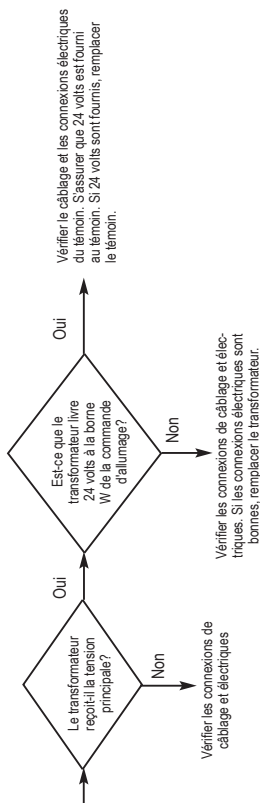 Le transformateur
reçoit-il la tension
principale?
Oui
Non
Vérifier les connexions de
câblage et électriques
Est-ce que le
transformateur livre
24 volts à la borne
W de la commande
d'allumage?
Oui
Non
Vérifier les connexions de câblage et élec-
triques. Si les connexions électriques sont
bonnes, remplacer le transformateur.
Vérifier le câblage et les connexions électriques
du témoin. S'assurer que 24 volts est fourni
au témoin. Si 24 volts sont fournis, remplacer
le témoin.